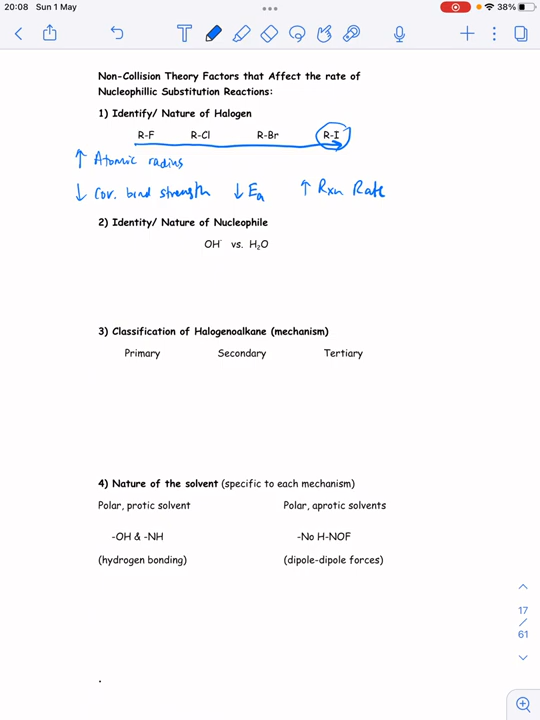 20:08 Sun 1 May
38%
T
Non-Collision Theory Factors that Affect the rate of
Nucleophillic Substitution Reactions:
1) Identify/ Nature of Halogen
R-F R-Cl R-Br R-I
↑ Atomic radius
↓ Cov. bond strength ↓ Ea ↑ Rxn Rate
2) Identity/ Nature of Nucleophile
OH⁻ vs. H₂O
3) Classification of Halogenoalkane (mechanism)
Primary Secondary Tertiary
4) Nature of the solvent (specific to each mechanism)
Polar, protic solvent Polar, aprotic solvents
-OH & -NH -No H-NOF
(hydrogen bonding) (dipole-dipole forces)
17
/
61
.